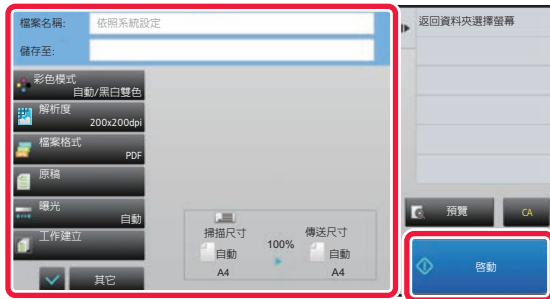 檔案名稱: 依照系統設定
儲存至:
返回資料夾選擇螢幕
彩色模式
自動/黑白雙色
解析度
200x200dpi
檔案格式
PDF
原稿
曝光
自動
工作建立
其它
掃描尺寸
自動
A4
100%
傳送尺寸
自動
A4
預覽
CA
啓動